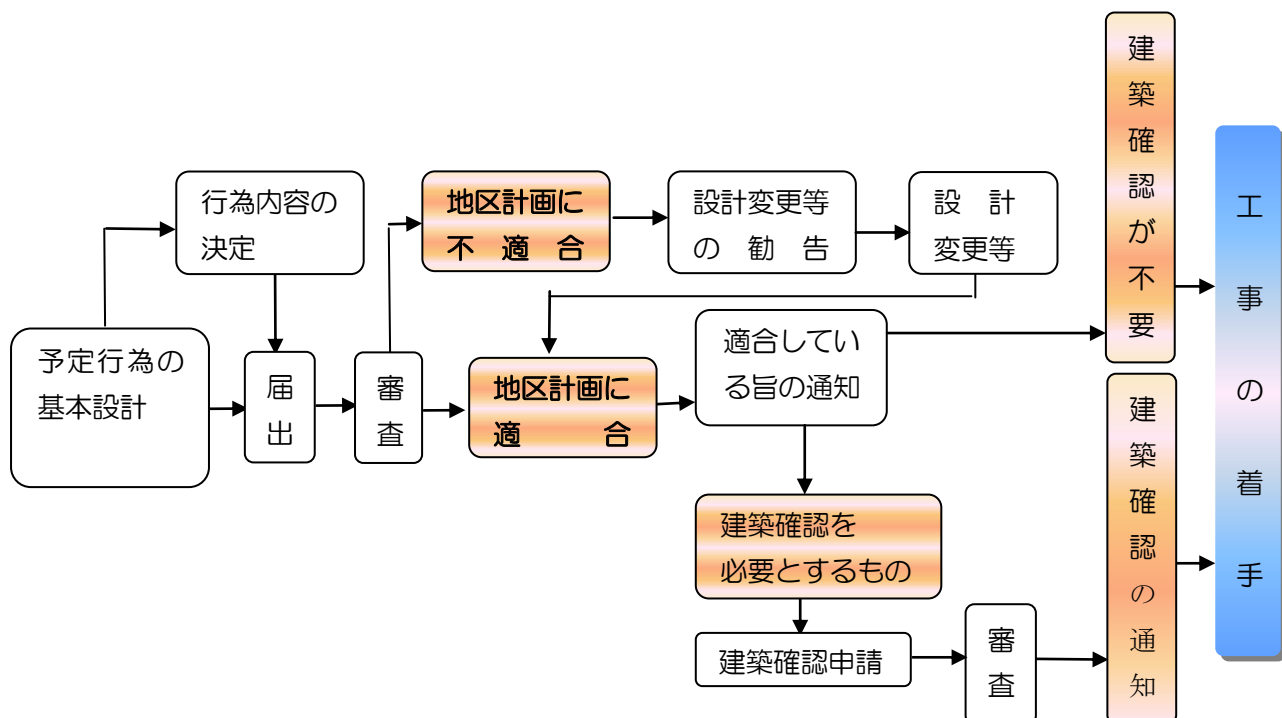 予定行為の
基本設計
行為内容の
決定
届
出
審
査
地区計画に
不適合
設計変更等
の勧告
設計
変更等
地区計画に
適合
適合してい
る旨の通知
建築確認が不要
建築確認を
必要とするもの
建築確認申請
審
査
建築確認の通知
工事の着手